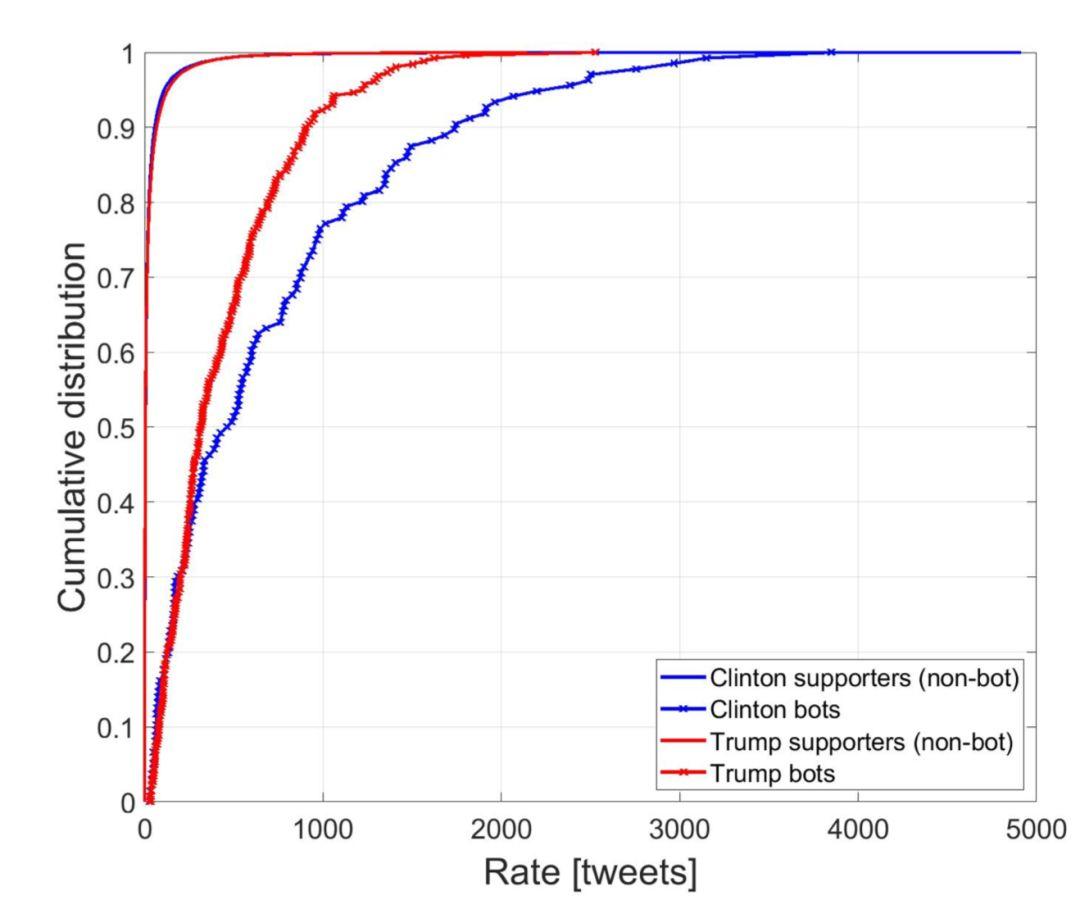 1
0.9
0.8
0.7
0.6
0.5
0.4
0.3
0.2
0.1
0
Cumulative distribution
Clinton supporters (non-bot)
Clinton bots
Trump supporters (non-bot)
Trump bots
0 1000 2000 3000 4000 5000
Rate [tweets]